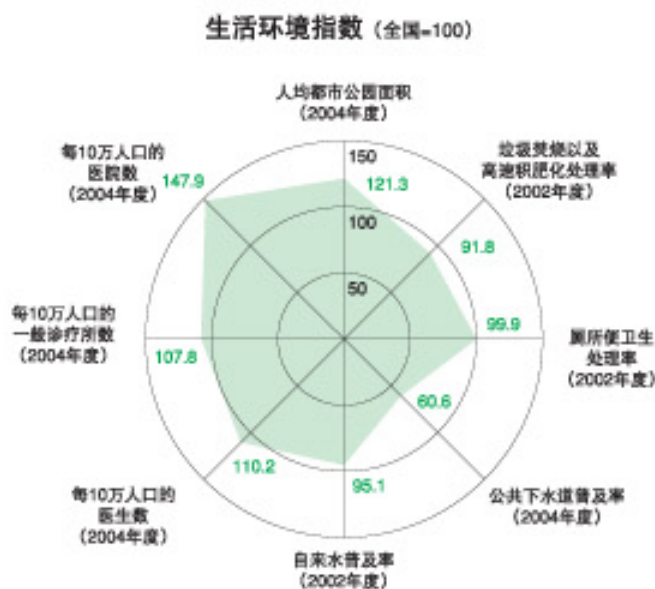 生活环境指数（全国=100）
人均都市公园面积
（2004年度）
121.3
垃圾焚烧以及
高速积肥化处理率
（2002年度）
91.8
厕所便卫生
处理率
（2002年度）
99.9
公共下水道普及率
（2004年度）
60.6
自来水普及率
（2002年度）
95.1
每10万人口的
医生数
（2004年度）
110.2
每10万人口的
一般诊疗所数
（2004年度）
107.8
每10万人口的
医院数
（2004年度）
147.9
150
100
50